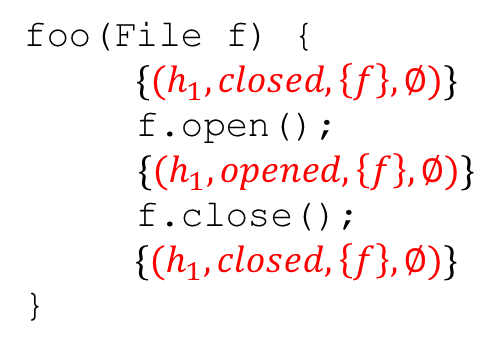 foo(File f) {
{(h₁, closed, {f}, ∅)}
f.open();
{(h₁, opened, {f}, ∅)}
f.close();
{(h₁, closed, {f}, ∅)}
}